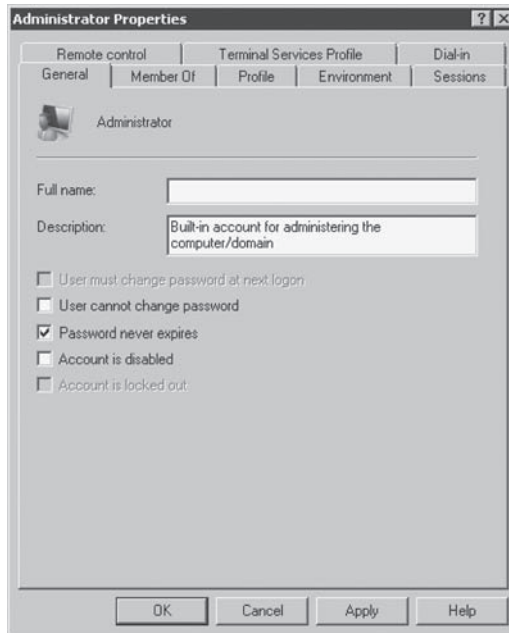 Administrator Properties
Remote control Terminal Services Profile Dial-in
General Member Of Profile Environment Sessions
Administrator
Full name:
Description: Built-in account for administering the
computer/domain
User must change password at next logon
User cannot change password
Password never expires
Account is disabled
Account is locked out
OK Cancel Apply Help